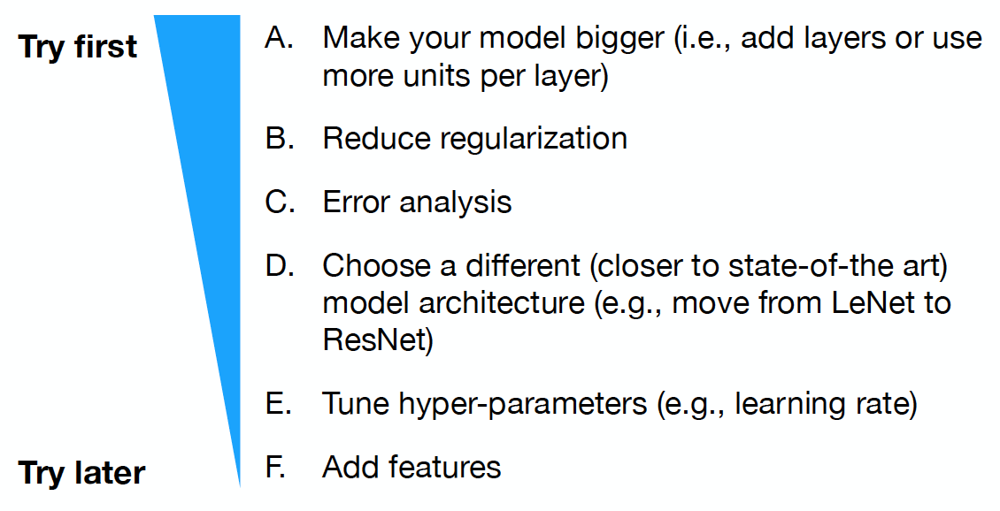 Try first
A. Make your model bigger (i.e., add layers or use
more units per layer)
B. Reduce regularization
C. Error analysis
D. Choose a different (closer to state-of-the art)
model architecture (e.g., move from LeNet to
ResNet)
E. Tune hyper-parameters (e.g., learning rate)
Try later
F. Add features